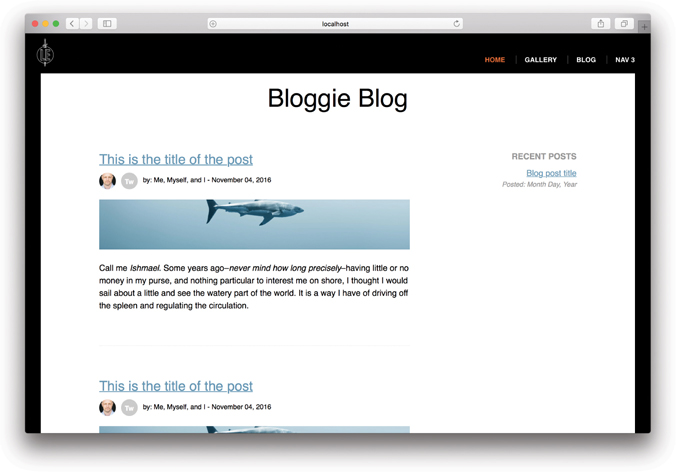 localhost
HOME
GALLERY
BLOG
NAV 3
Bloggie Blog
This is the title of the post
Tw
by: Me, Myself, and I - November 04, 2016
Call me Ishmael. Some years ago–never mind how long precisely–having little or no
money in my purse, and nothing particular to interest me on shore, I thought I would
sail about a little and see the watery part of the world. It is a way I have of driving off
the spleen and regulating the circulation.
RECENT POSTS
Blog post title
Posted: Month Day, Year
This is the title of the post
Tw
by: Me, Myself, and I - November 04, 2016